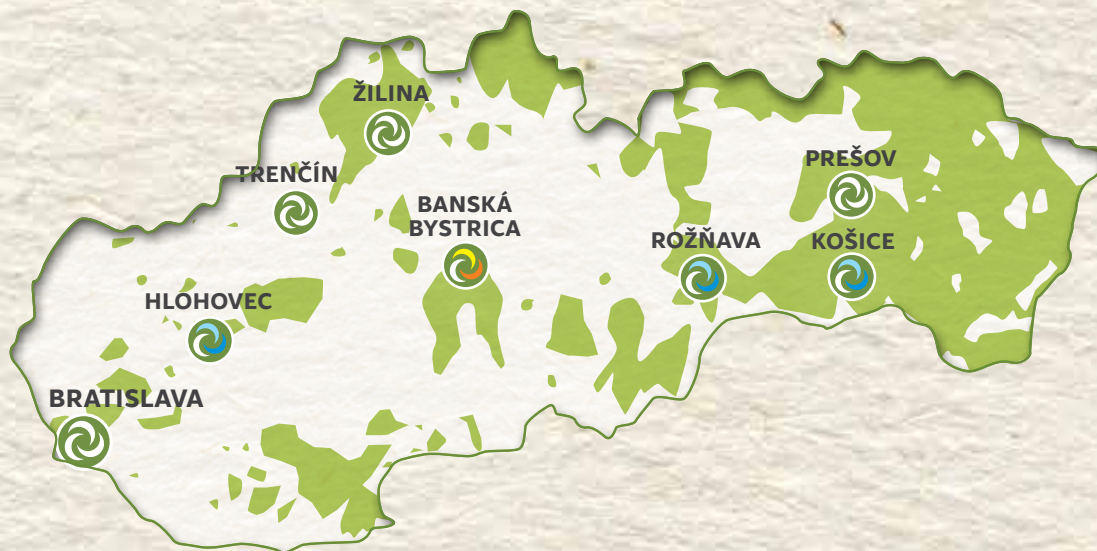 ŽILINA
TRENČÍN
PREŠOV
BANSKÁ
BYSTRICA
ROŽŇAVA
KOŠICE
HLOHOVEC
BRATISLAVA